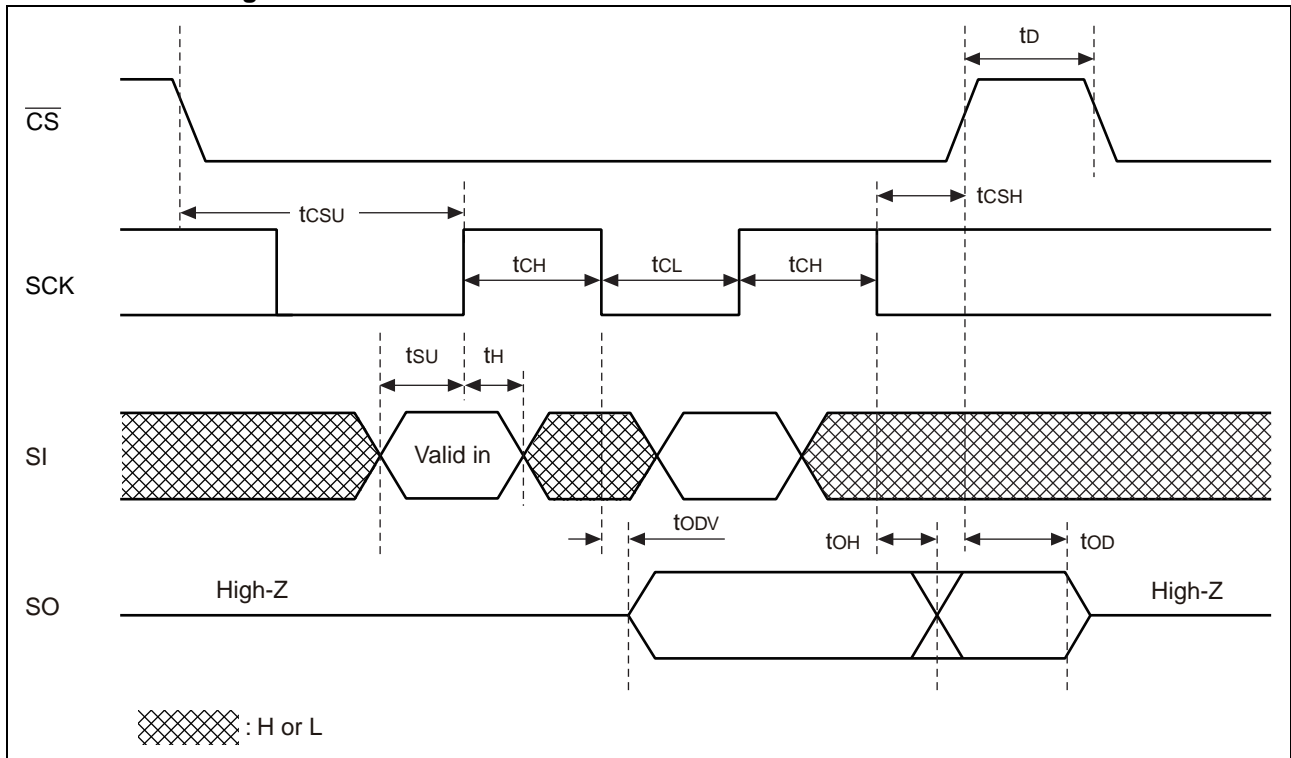 tD
CS
tCSH
tCSU
tCH
tCL
tCH
SCK
tSU
tH
SI
Valid in
tODV
tOH
tOD
High-Z
High-Z
SO
: H or L